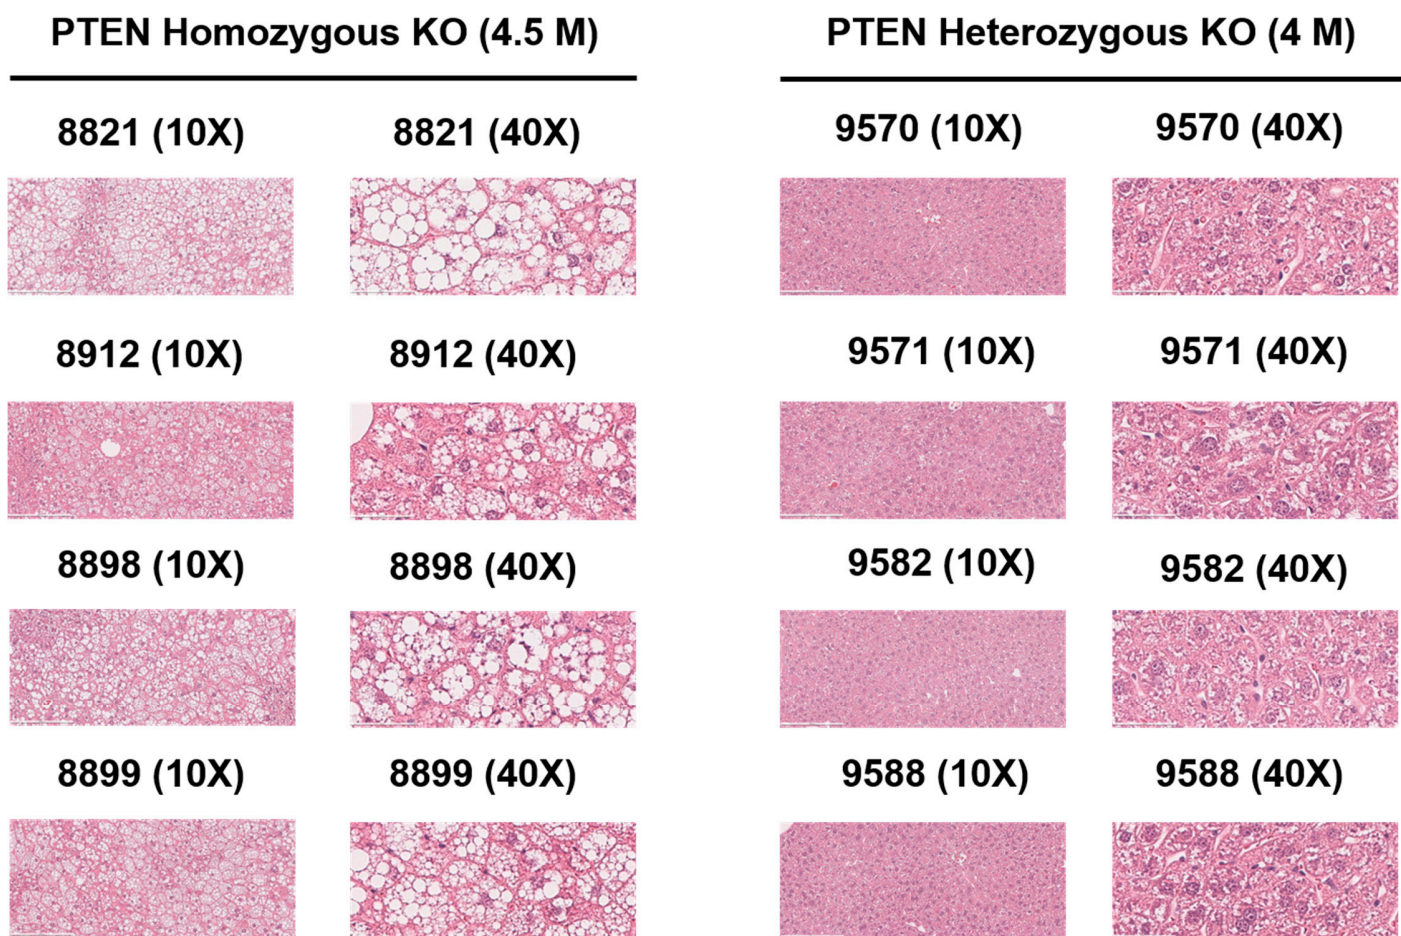 PTEN Homozygous KO (4.5 M)
PTEN Heterozygous KO (4 M)
8821 (10X)
8821 (40X)
9570 (10X)
9570 (40X)
8912 (10X)
8912 (40X)
9571 (10X)
9571 (40X)
8898 (10X)
8898 (40X)
9582 (10X)
9582 (40X)
8899 (10X)
8899 (40X)
9588 (10X)
9588 (40X)